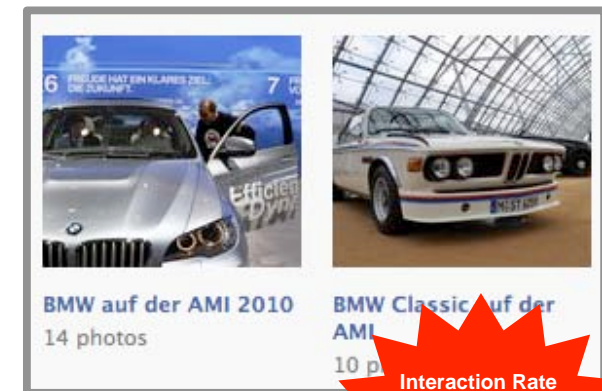 6 FREUDE HAT EIN KLARES ZIEL: 7
DIE ZUKUNFT.
BMW auf der AMI 2010
14 photos
BMW Classic auf der
AMI
10
Interaction Rate